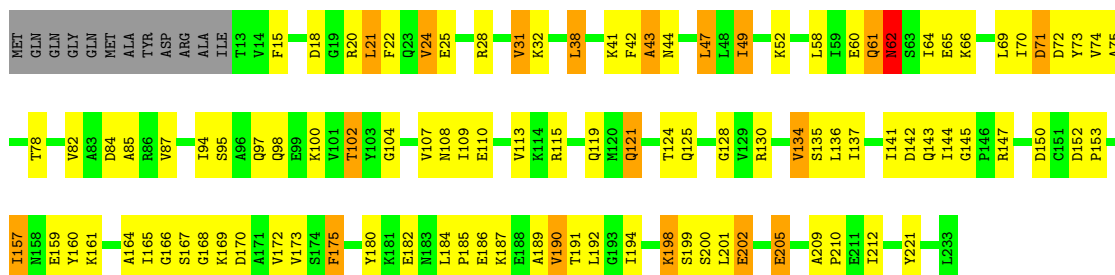 MET GLN GLN GLY GLN MET ALA TYR ASP ARG ALA ILE T13 V14 F15 D18 G19 R20 L21 F22 Q23 V24 E25 R28 V31 K32 L38 K41 F42 A43 N44 L47 L48 I49 K52 L58 I59 E60 Q61 N62 S63 I64 E65 K66 L69 I70 D71 D72 Y73 V74 A75
T78 V82 A83 D84 A85 R86 V87 I94 S95 A96 Q97 Q98 E99 K100 V101 T102 Y103 G104 V107 N108 I109 E110 V113 K114 R115 Q119 M120 Q121 T124 Q125 G128 V129 R130 V134 S135 L136 I137 I141 D142 Q143 I144 G145 P146 R147 D150 C151 D152 P153
I157 N158 E159 Y160 K161 A164 I165 G166 S167 G168 K169 D170 A171 V172 V173 S174 F175 Y180 K181 E182 N183 L184 P185 E186 K187 E188 A189 V190 T191 L192 G193 I194 K198 S199 S200 L201 E202 E205 A209 P210 E211 I212 Y221 L233